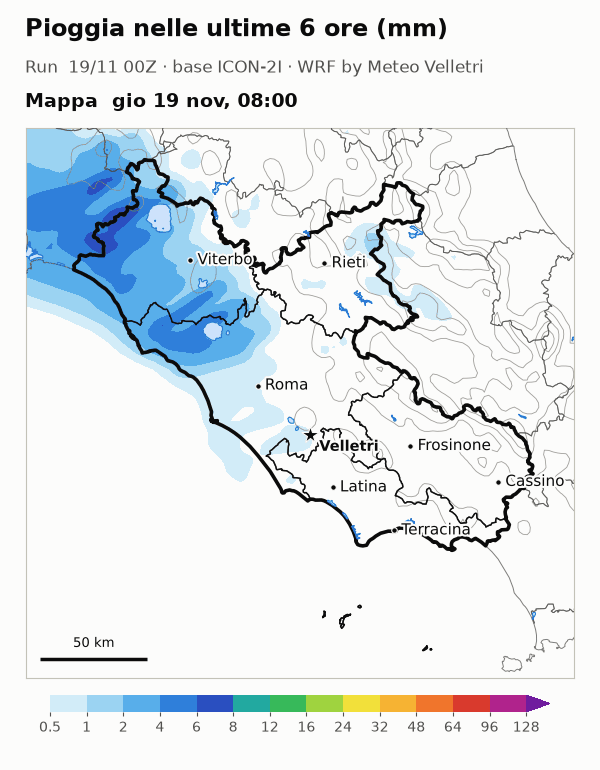 Pioggia nelle ultime 6 ore (mm)
Run  19/11 00Z · base ICON-2I · WRF by Meteo Velletri
Mappa  gio 19 nov, 08:00
Viterbo
Rieti
Roma
Velletri
Frosinone
Cassino
Latina
Terracina
50 km
0.5 1 2 4 6 8 12 16 24 32 48 64 96 128